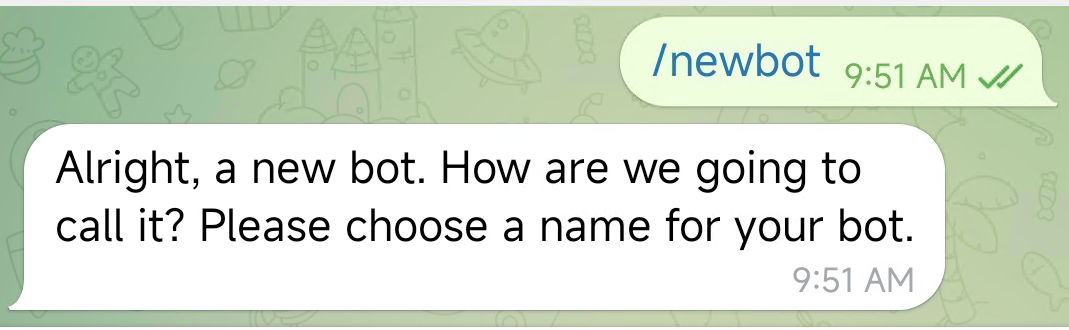 /newbot 9:51 AM
Alright, a new bot. How are we going to
call it? Please choose a name for your bot.
9:51 AM